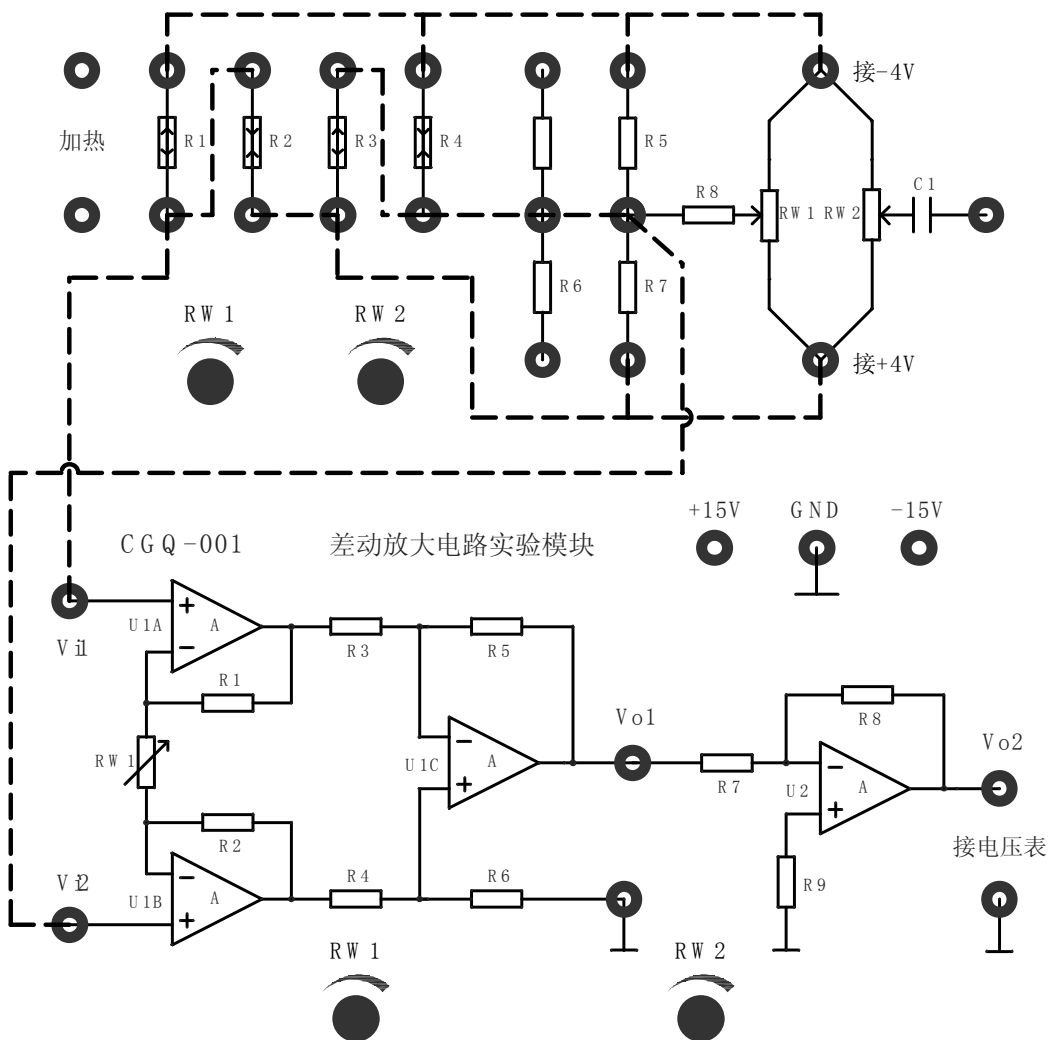 接-4V
加热
R1
R2
R3
R4
R5
R8
RW1
RW2
C1
R6
R7
RW1
RW2
接+4V
+15V
GND
-15V
CGQ-001
差动放大电路实验模块
U1A
A
Vi1
R3
R5
R1
RW1
Vo1
R8
U1C
A
Vo2
R7
U2
A
R2
接电压表
Vi2
U1B
A
R4
R6
R9
RW1
RW2